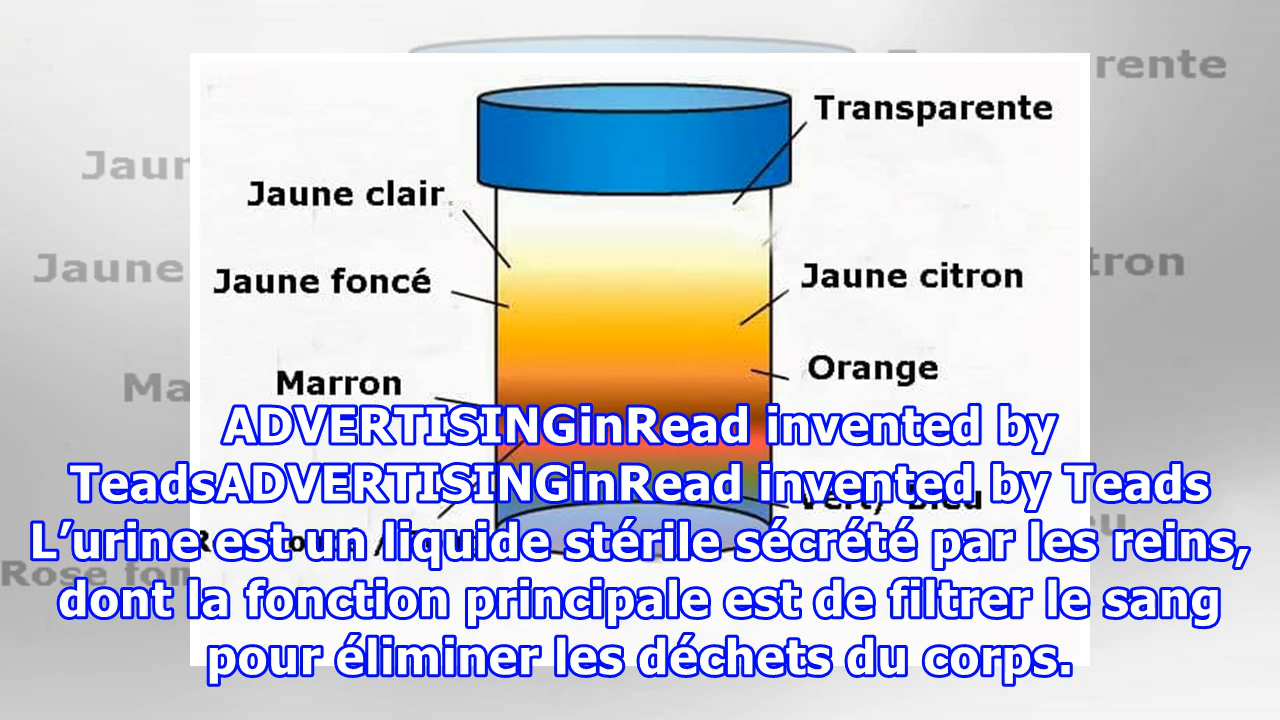 Transparente
Jaune clair
Jaune foncé
Jaune citron
Orange
Marron
Vert/ Bleu
ADVERTISINGinRead invented by
TeadsADVERTISINGinRead invented by Teads
L’urine est un liquide stérile sécrété par les reins,
dont la fonction principale est de filtrer le sang
pour éliminer les déchets du corps.